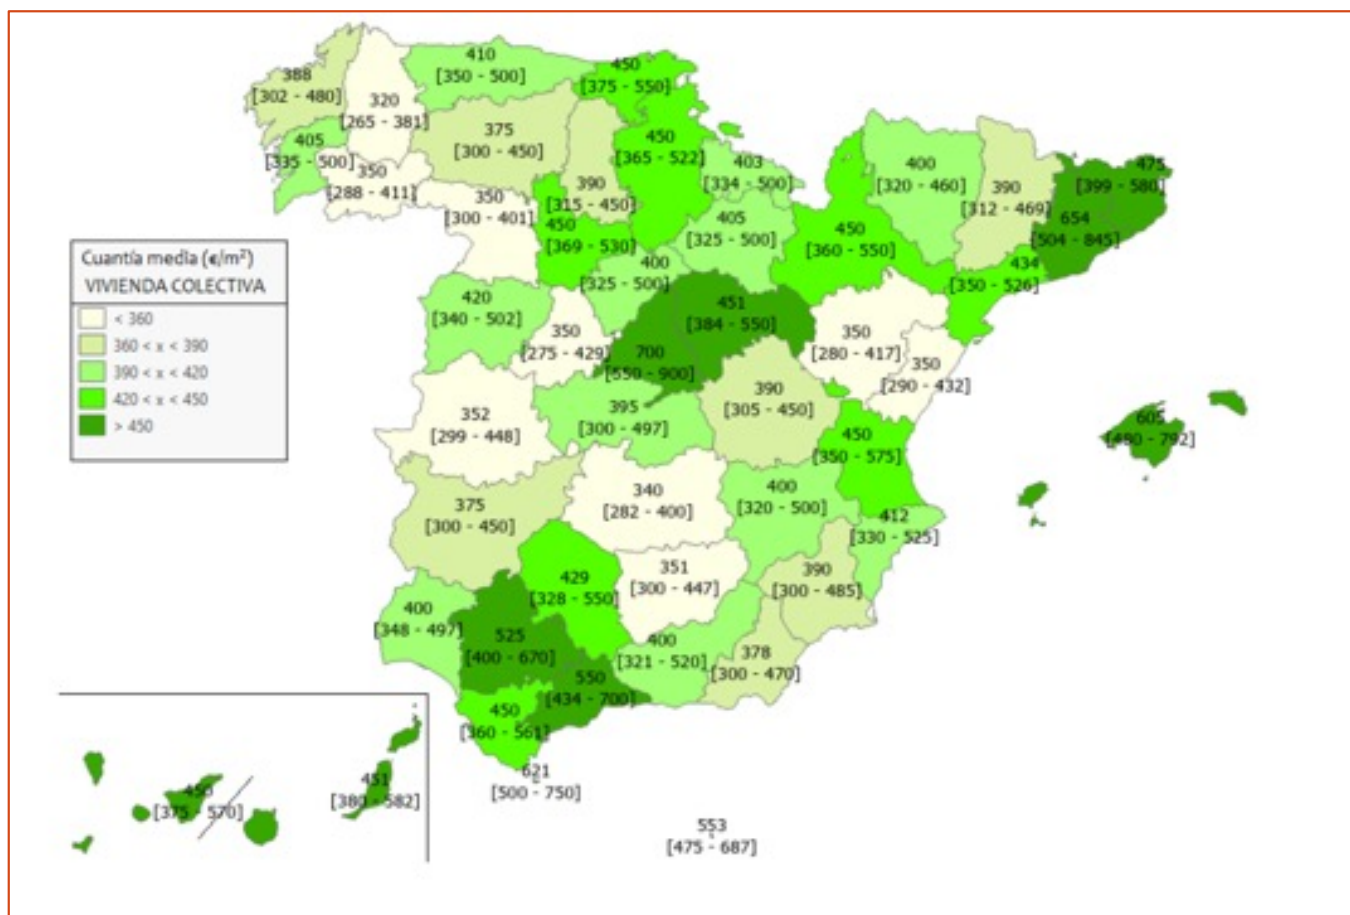 410
[350 - 500]
450
[375 - 550]
388
[302 - 480]
320
[265 - 381]
375
[300 - 450]
450
[365 - 522]
405
[335 - 500]
350
[288 - 411]
403
[334 - 500]
400
[320 - 460]
475
[399 - 580]
390
[315 - 450]
390
[312 - 469]
350
[300 - 401]
405
[325 - 500]
654
[504 - 845]
450
[369 - 530]
450
[360 - 550]
Cuantía media (€/m²)
VIVIENDA COLECTIVA
< 360
360 < x < 390
390 < x < 420
420 < x < 450
> 450
400
[325 - 500]
434
[350 - 526]
420
[340 - 502]
451
[384 - 550]
350
[275 - 429]
350
[280 - 417]
700
[550 - 900]
350
[290 - 432]
390
[305 - 450]
352
[299 - 448]
395
[300 - 497]
605
[480 - 792]
450
[350 - 575]
375
[300 - 450]
340
[282 - 400]
400
[320 - 500]
412
[330 - 525]
429
[328 - 550]
351
[300 - 447]
390
[300 - 485]
400
[348 - 497]
525
[400 - 670]
400
[321 - 520]
378
[300 - 470]
550
[434 - 700]
450
[360 - 561]
621
[500 - 750]
450
[375 - 570]
451
[380 - 582]
553
[475 - 687]